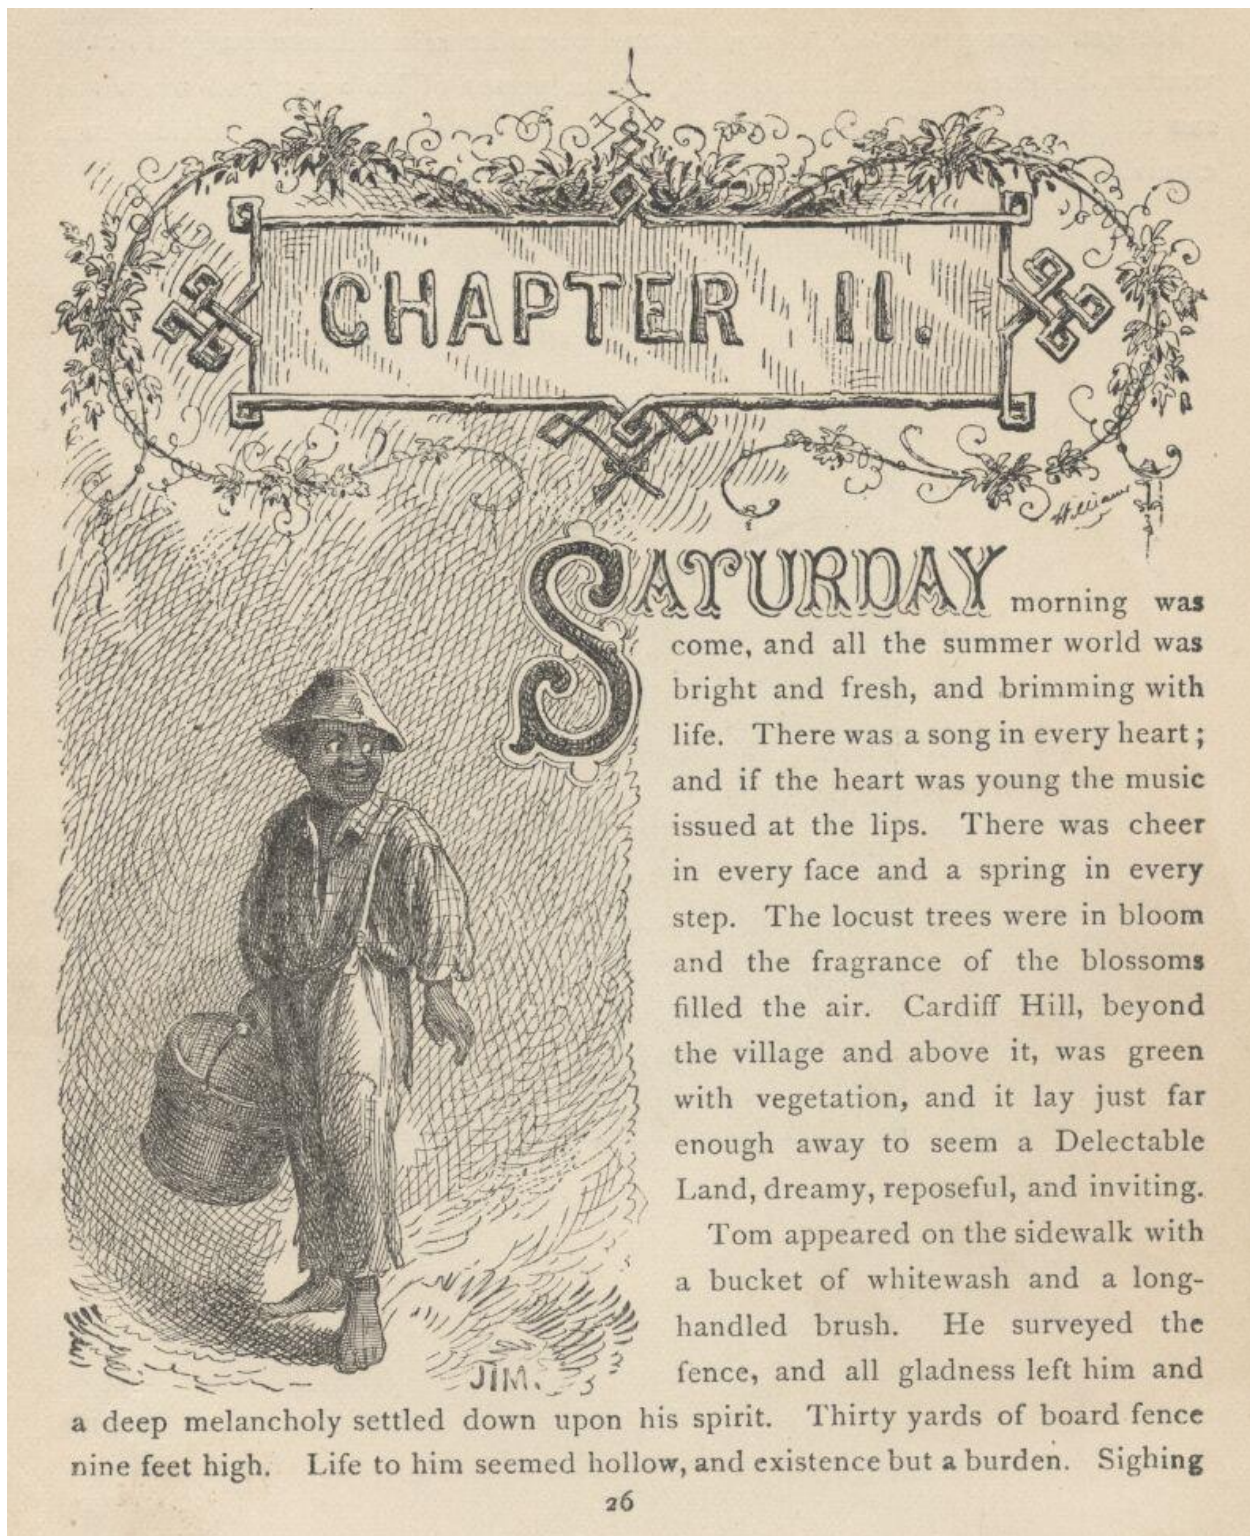 CHAPTER II.
Williams
SATURDAY morning was
come, and all the summer world was
bright and fresh, and brimming with
life. There was a song in every heart;
and if the heart was young the music
issued at the lips. There was cheer
in every face and a spring in every
step. The locust trees were in bloom
and the fragrance of the blossoms
filled the air. Cardiff Hill, beyond
the village and above it, was green
with vegetation, and it lay just far
enough away to seem a Delectable
Land, dreamy, reposeful, and inviting.
Tom appeared on the sidewalk with
a bucket of whitewash and a long-
handled brush. He surveyed the
fence, and all gladness left him and
JIM.
a deep melancholy settled down upon his spirit. Thirty yards of board fence
nine feet high. Life to him seemed hollow, and existence but a burden. Sighing
26